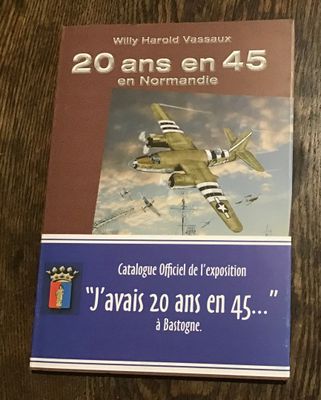 Willy Harold Vassaux
20 ans en 45
en Normandie
Catalogue Officiel de l'exposition
"J'avais 20 ans en 45..."
à Bastogne.